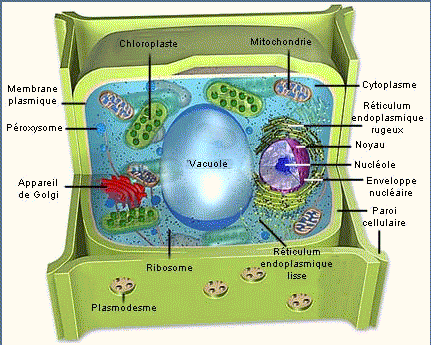 Chloroplaste
Mitochondrie
Membrane
plasmique
Cytoplasme
Réticulum
endoplasmique
rugeux
Péroxysome
Noyau
Vacuole
Nucléole
Appareil
de Golgi
Enveloppe
nucléaire
Paroi
cellulaire
Ribosome
Réticulum
endoplasmique
lisse
Plasmodesme